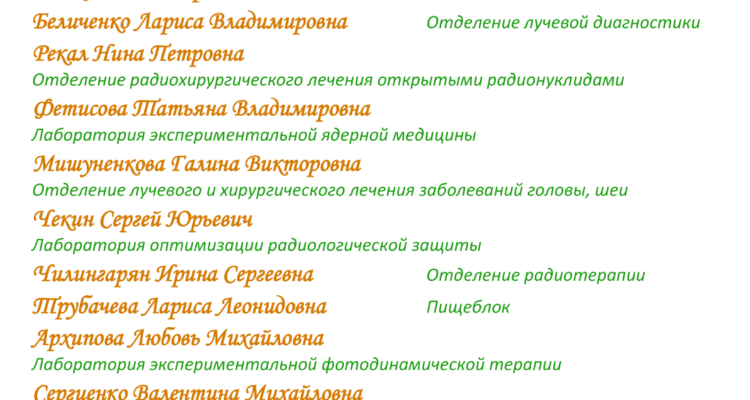 Беличенко Лариса Владимировна Отделение лучевой диагностики
Рекал Нина Петровна
Отделение радиохирургического лечения открытыми радионуклидами
Фетисова Татьяна Владимировна
Лаборатория экспериментальной ядерной медицины
Мишуненкова Галина Викторовна
Отделение лучевого и хирургического лечения заболеваний головы, шеи
Чекин Сергей Юрьевич
Лаборатория оптимизации радиологической защиты
Чилингарян Ирина Сергеевна Отделение радиотерапии
Трубачева Лариса Леонидовна Пищеблок
Архипова Любовь Михайловна
Лаборатория экспериментальной фотодинамической терапии
Сергиенко Валентина Михайловна